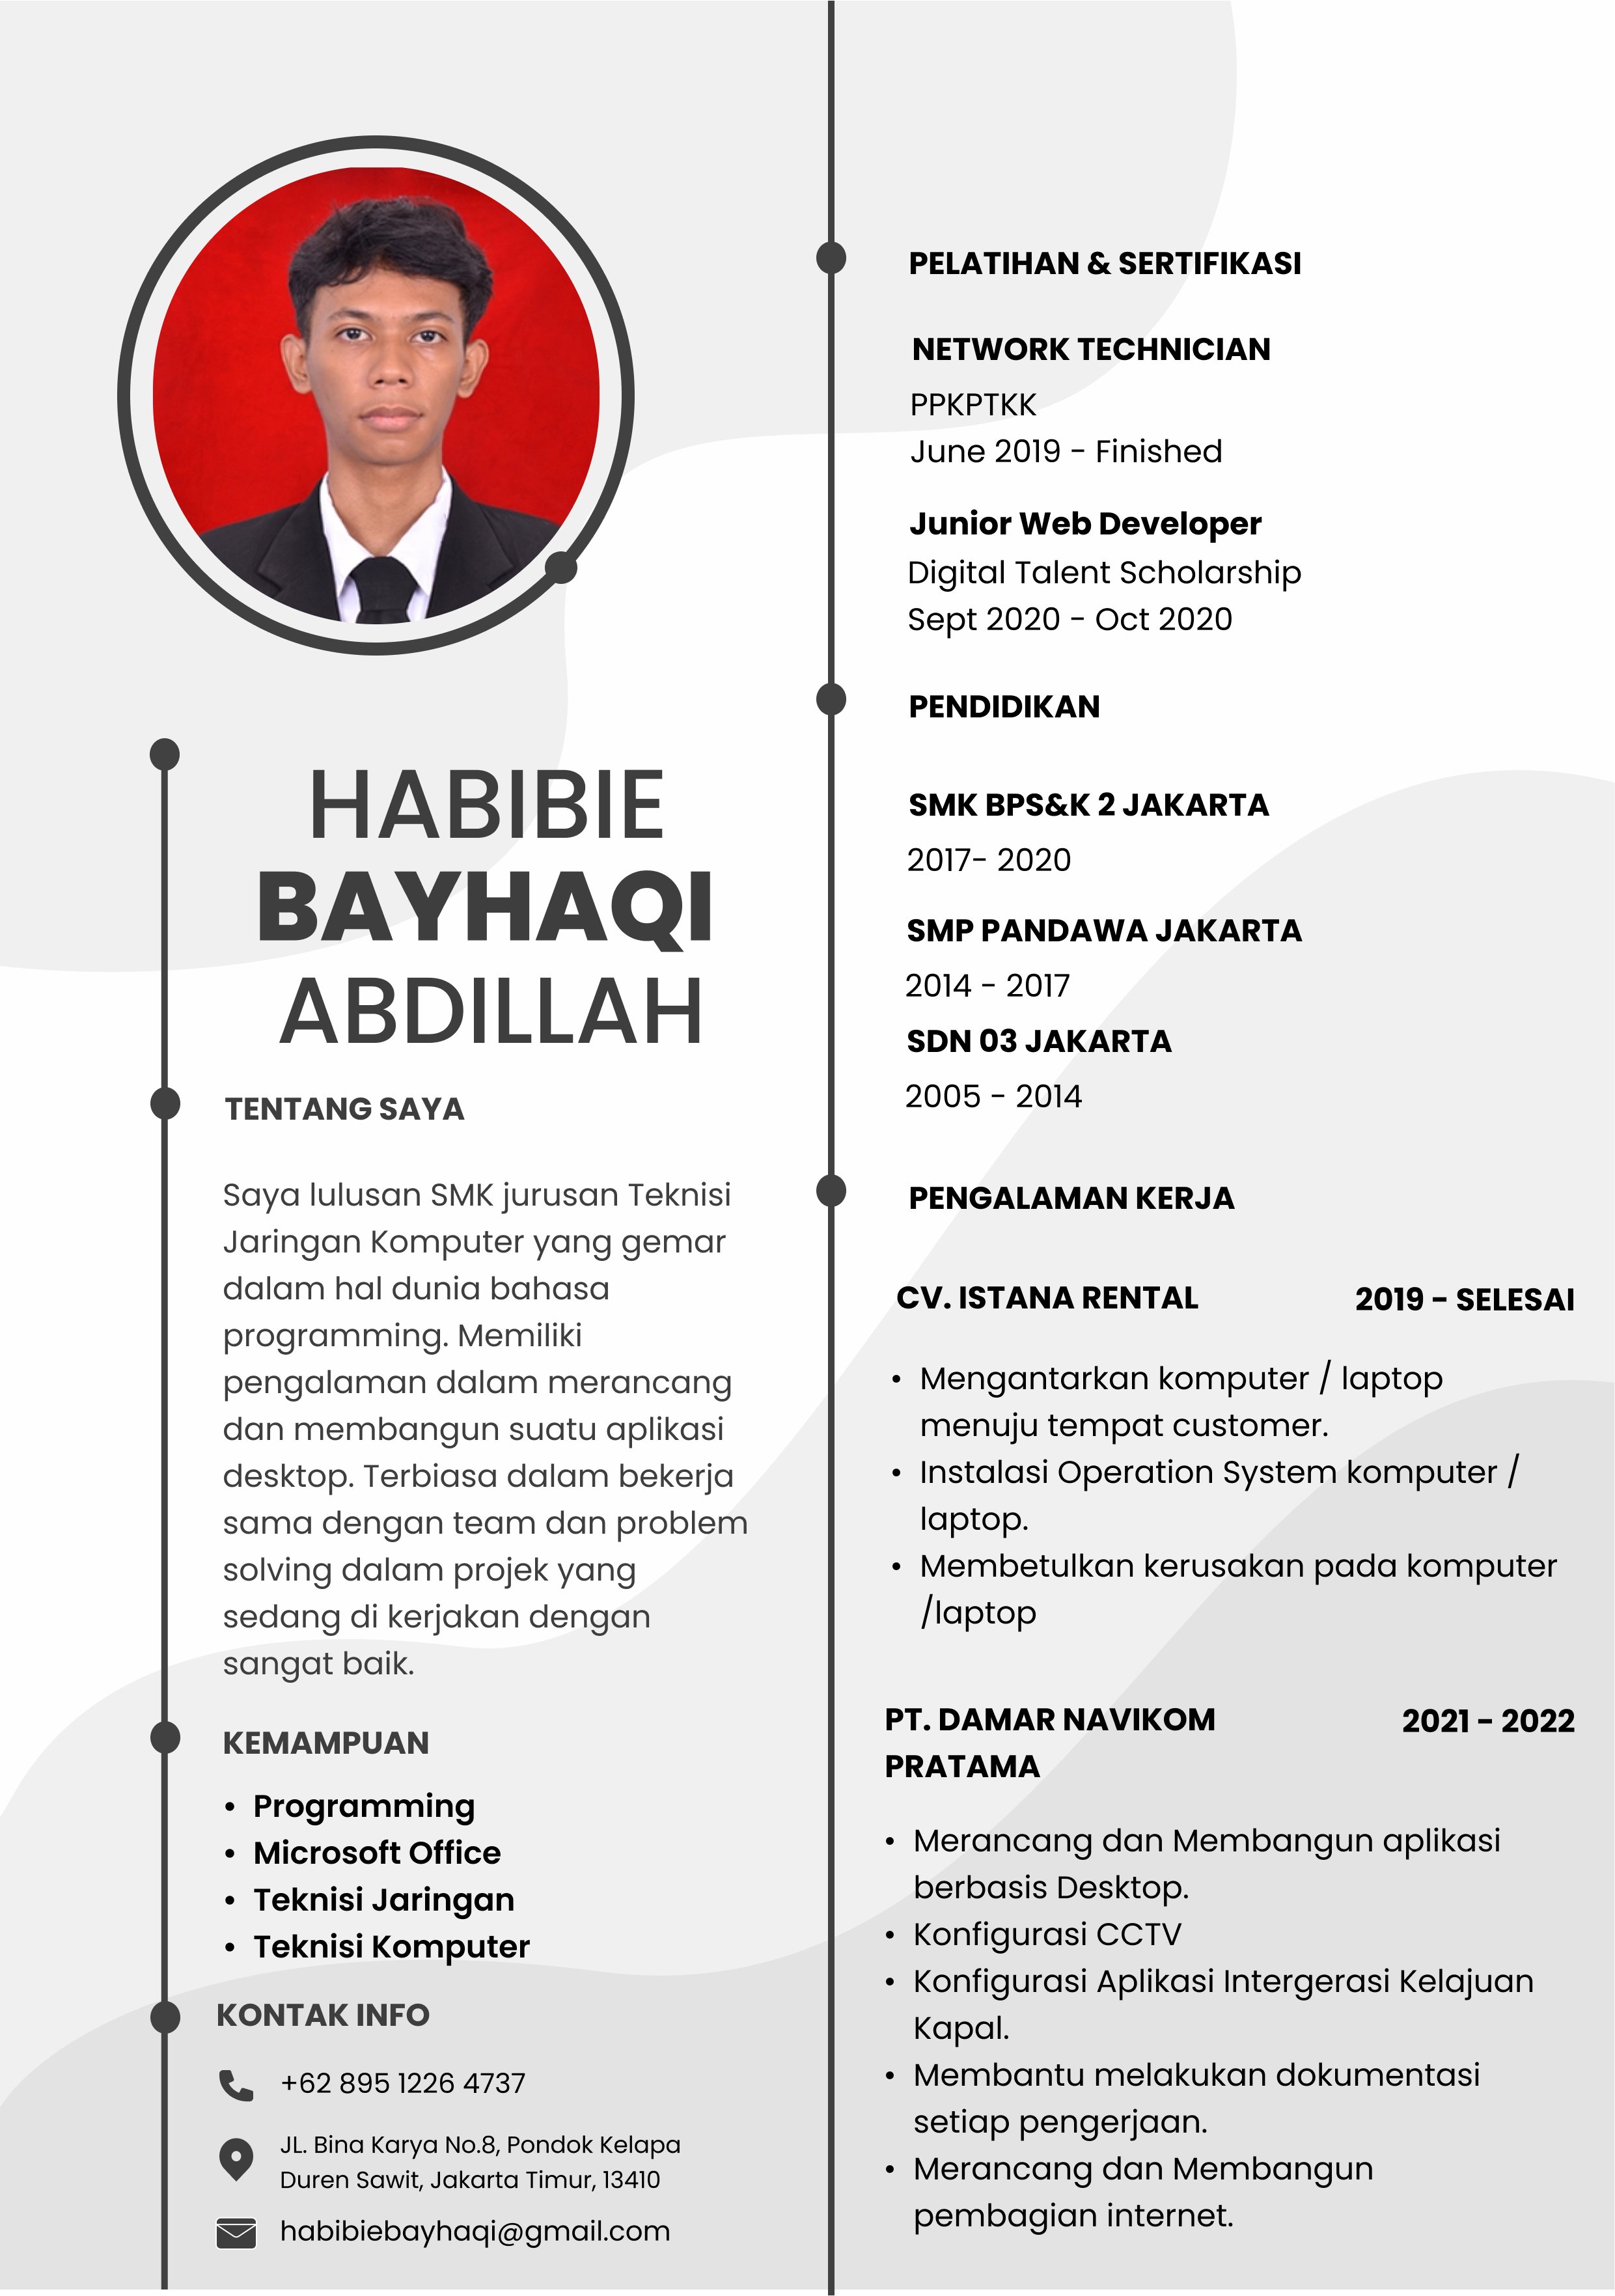 HABIBIE
BAYHAQI
ABDILLAH
TENTANG SAYA
Saya lulusan SMK jurusan Teknisi
Jaringan Komputer yang gemar
dalam hal dunia bahasa
programming. Memiliki
pengalaman dalam merancang
dan membangun suatu aplikasi
desktop. Terbiasa dalam bekerja
sama dengan team dan problem
solving dalam projek yang
sedang di kerjakan dengan
sangat baik.
KEMAMPUAN
• Programming
• Microsoft Office
• Teknisi Jaringan
• Teknisi Komputer
KONTAK INFO
+62 895 1226 4737
JL. Bina Karya No.8, Pondok Kelapa
Duren Sawit, Jakarta Timur, 13410
habibiebayhaqi@gmail.com
PELATIHAN & SERTIFIKASI
NETWORK TECHNICIAN
PPKPTKK
June 2019 - Finished
Junior Web Developer
Digital Talent Scholarship
Sept 2020 - Oct 2020
PENDIDIKAN
SMK BPS&K 2 JAKARTA
2017- 2020
SMP PANDAWA JAKARTA
2014 - 2017
SDN 03 JAKARTA
2005 - 2014
PENGALAMAN KERJA
CV. ISTANA RENTAL 2019 - SELESAI
• Mengantarkan komputer / laptop
menuju tempat customer.
• Instalasi Operation System komputer /
laptop.
• Membetulkan kerusakan pada komputer
/laptop
PT. DAMAR NAVIKOM 2021 - 2022
PRATAMA
• Merancang dan Membangun aplikasi
berbasis Desktop.
• Konfigurasi CCTV
• Konfigurasi Aplikasi Intergerasi Kelajuan
Kapal.
• Membantu melakukan dokumentasi
setiap pengerjaan.
• Merancang dan Membangun
pembagian internet.